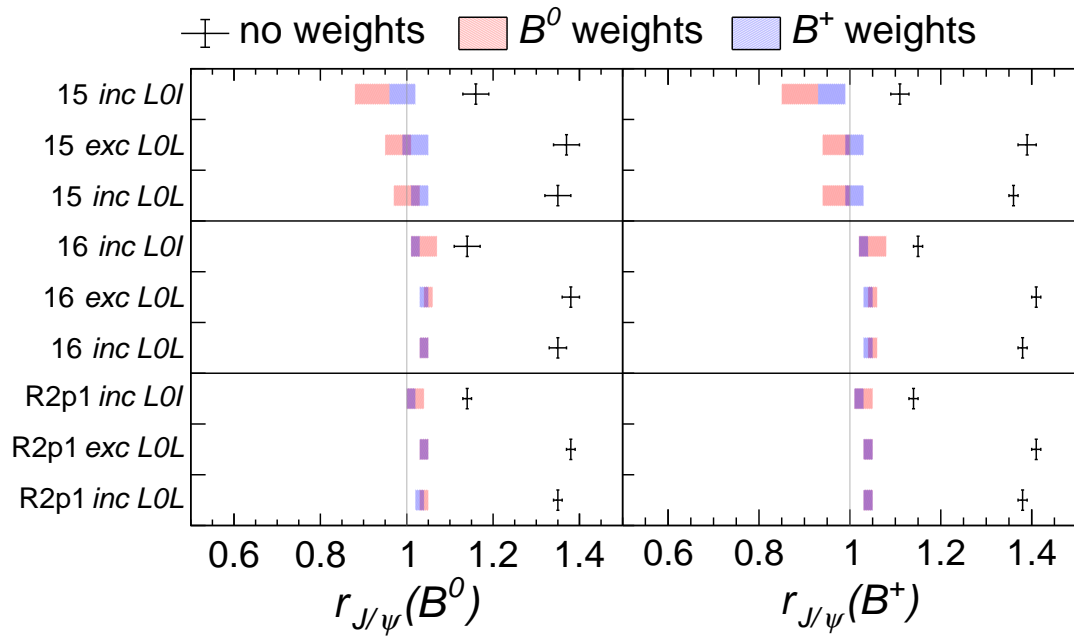 no weights B⁰ weights B⁺ weights
15 inc L0I
15 exc L0L
15 inc L0L
16 inc L0I
16 exc L0L
16 inc L0L
R2p1 inc L0I
R2p1 exc L0L
R2p1 inc L0L
0.6 0.8 1 1.2 1.4 0.6 0.8 1 1.2 1.4
r_{J/ψ}(B⁰) r_{J/ψ}(B⁺)